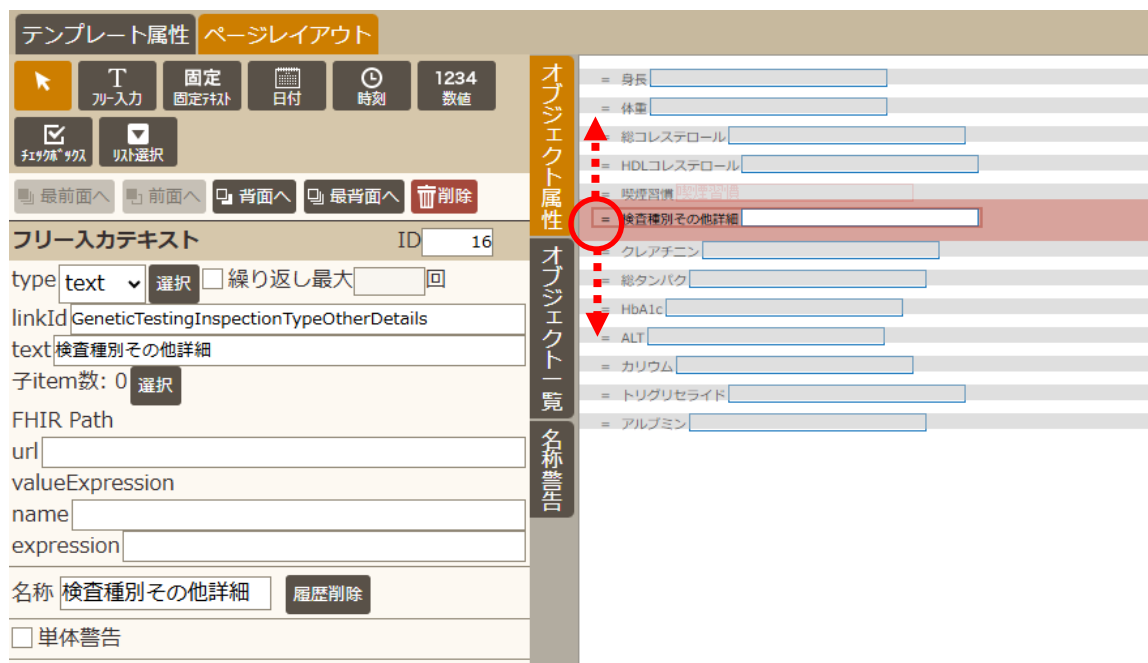 テンプレート属性 ページレイアウト
T フリー入力
固定 固定テキスト
日付
時刻
1234 数値
チェックボックス
リスト選択
最前面へ 前面へ 背面へ 最背面へ 削除
フリー入力テキスト ID 16
type text 選択 繰り返し最大 回
linkId GeneticTestingInspectionTypeOtherDetails
text 検査種別その他詳細
子item数: 0 選択
FHIR Path
url
valueExpression
name
expression
名称 検査種別その他詳細 履歴削除
単体警告
オブジェクト属性
オブジェクト一覧
名称警告
= 身長
= 体重
= 総コレステロール
= HDLコレステロール
= 喫煙習慣 喫煙習慣
= 検査種別その他詳細
= クレアチニン
= 総タンパク
= HbA1c
= ALT
= カリウム
= トリグリセライド
= アルブミン